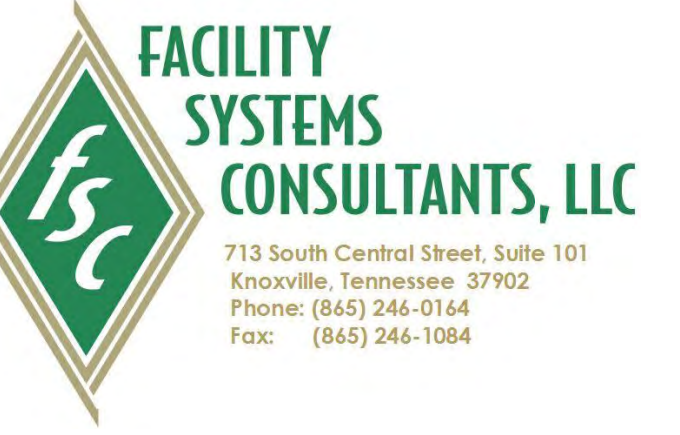 fsc
FACILITY
SYSTEMS
CONSULTANTS, LLC
713 South Central Street, Suite 101
Knoxville, Tennessee 37902
Phone: (865) 246-0164
Fax: (865) 246-1084